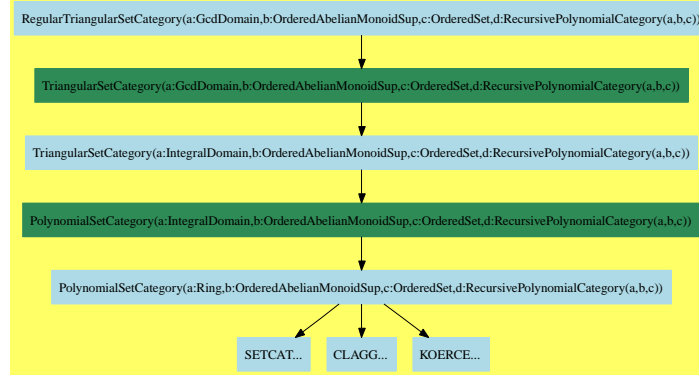 RegularTriangularSetCategory(a:GcdDomain,b:OrderedAbelianMonoidSup,c:OrderedSet,d:RecursivePolynomialCategory(a,b,c))
TriangularSetCategory(a:GcdDomain,b:OrderedAbelianMonoidSup,c:OrderedSet,d:RecursivePolynomialCategory(a,b,c))
TriangularSetCategory(a:IntegralDomain,b:OrderedAbelianMonoidSup,c:OrderedSet,d:RecursivePolynomialCategory(a,b,c))
PolynomialSetCategory(a:IntegralDomain,b:OrderedAbelianMonoidSup,c:OrderedSet,d:RecursivePolynomialCategory(a,b,c))
PolynomialSetCategory(a:Ring,b:OrderedAbelianMonoidSup,c:OrderedSet,d:RecursivePolynomialCategory(a,b,c))
SETCAT... CLAGG... KOERCE...